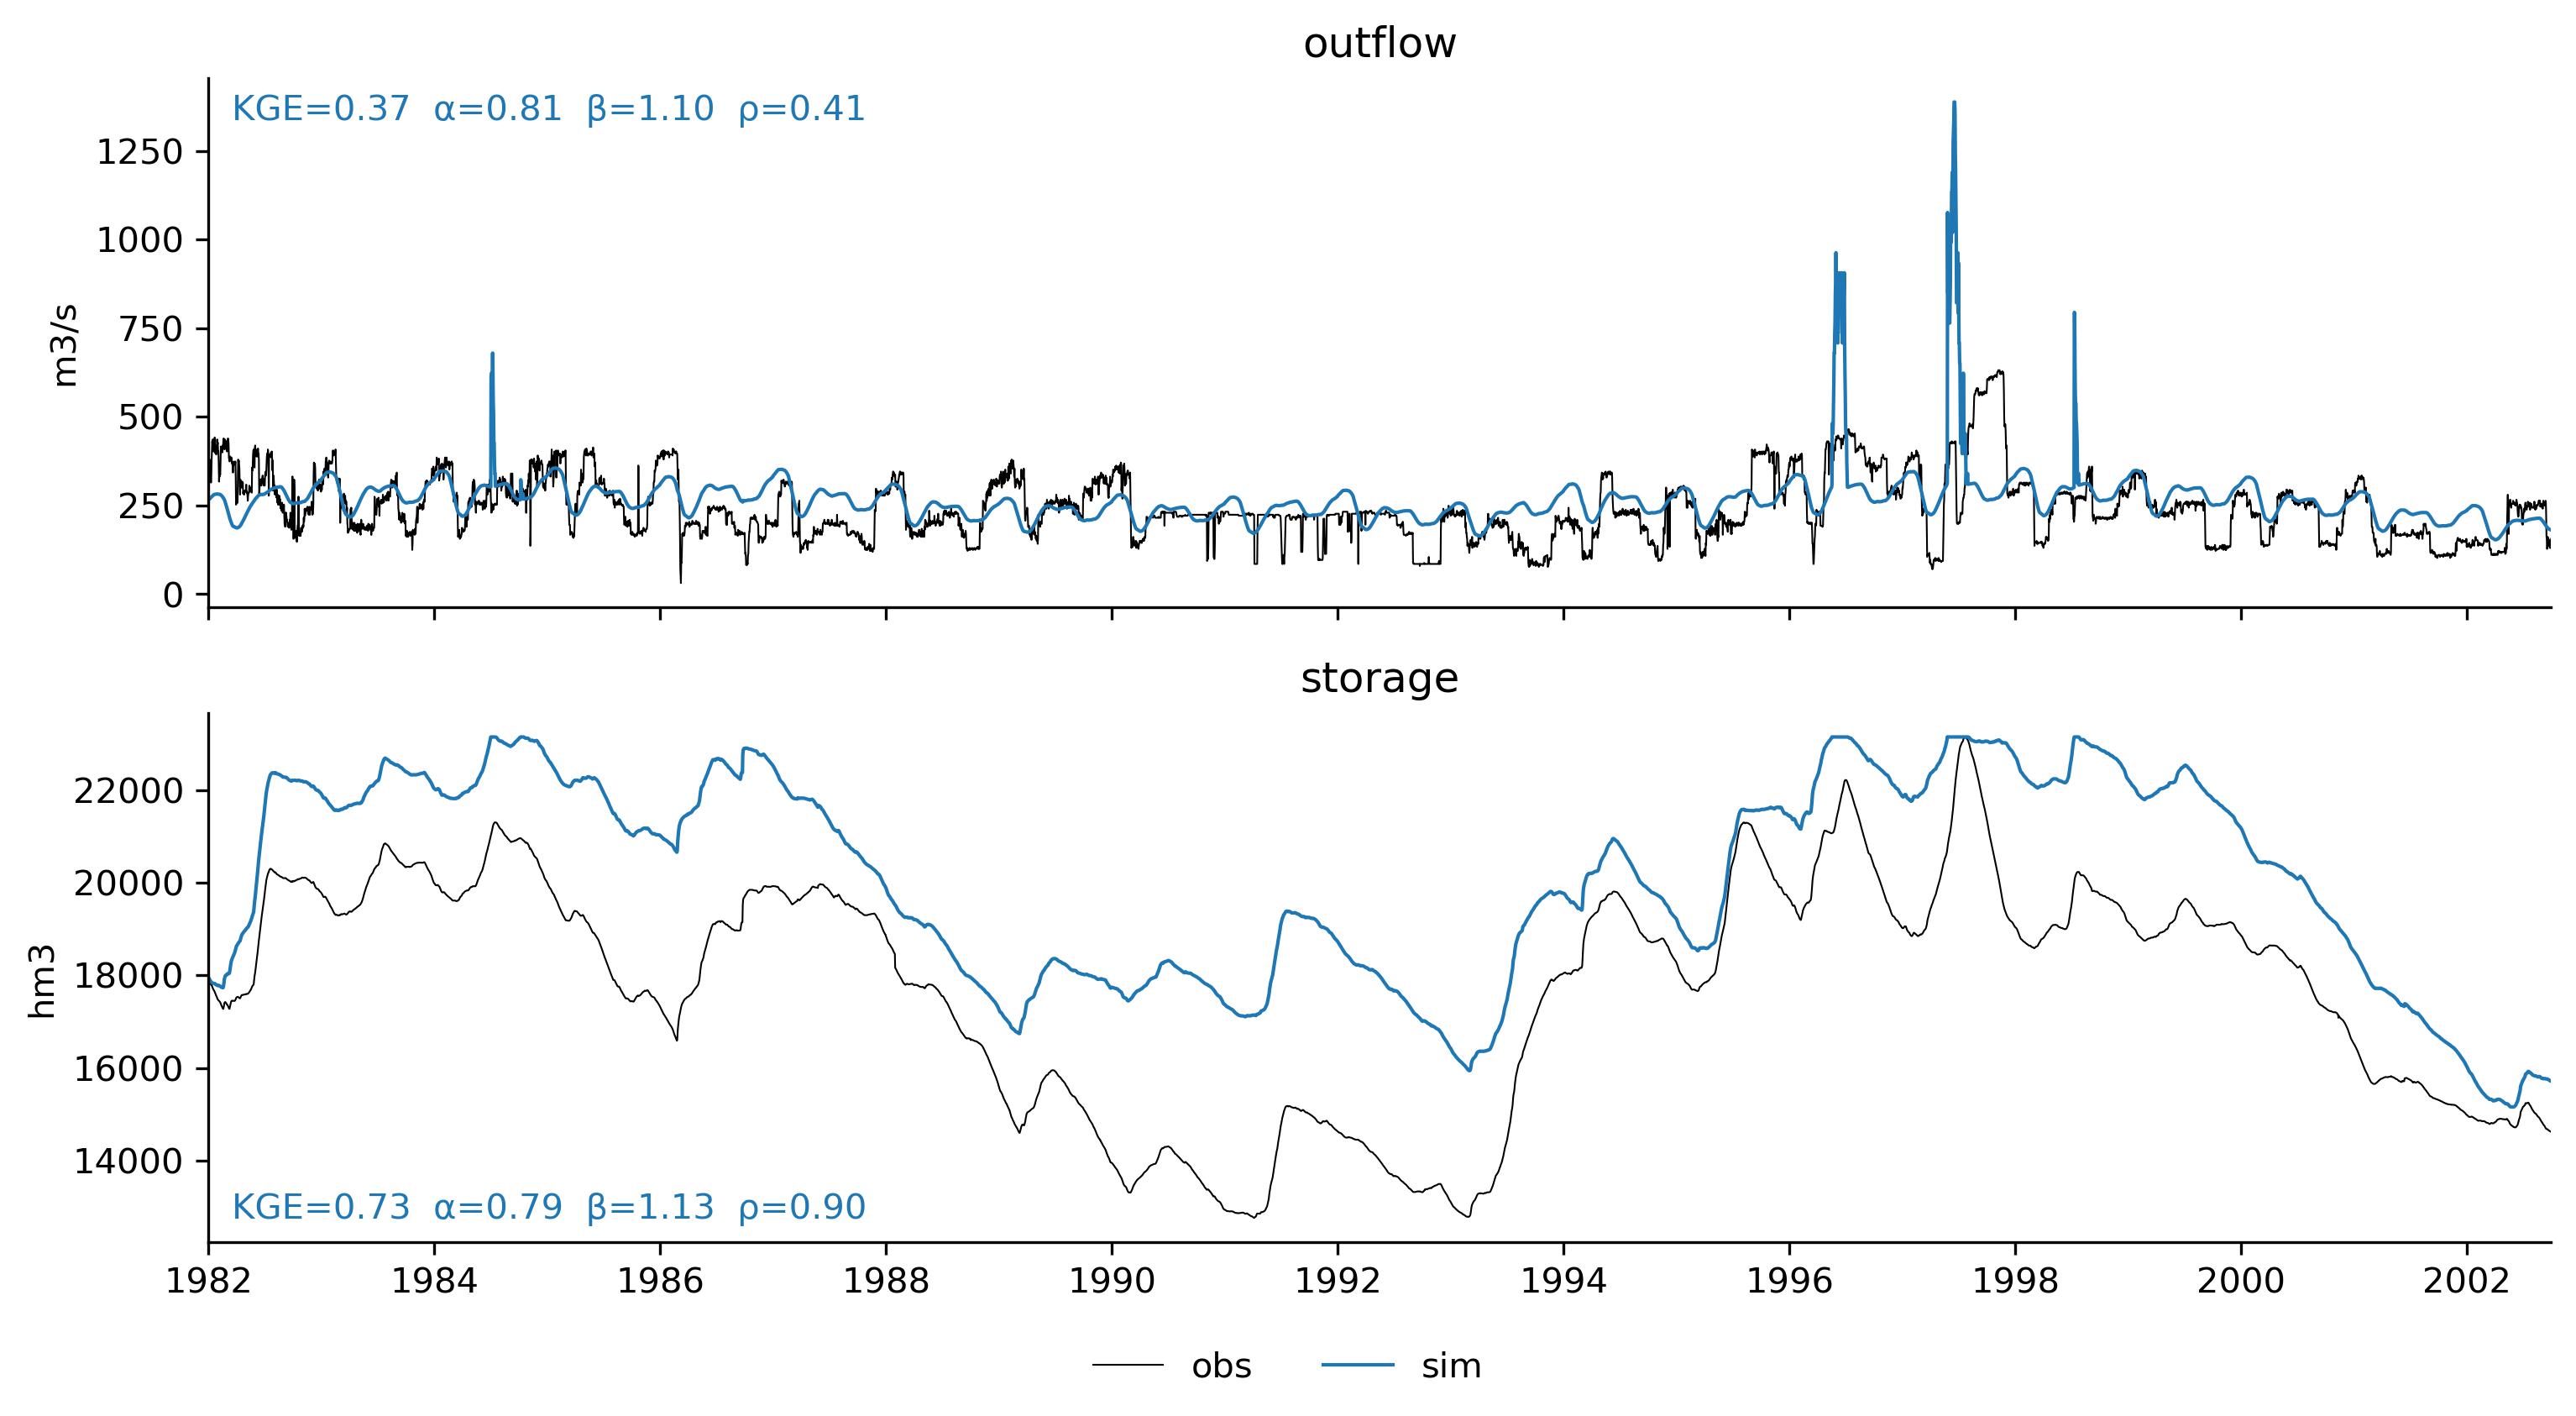 outflow
KGE=0.37 α=0.81 β=1.10 ρ=0.41
1250
1000
750
500
250
0
m3/s
storage
22000
20000
18000
16000
14000
hm3
KGE=0.73 α=0.79 β=1.13 ρ=0.90
1982 1984 1986 1988 1990 1992 1994 1996 1998 2000 2002
obs sim